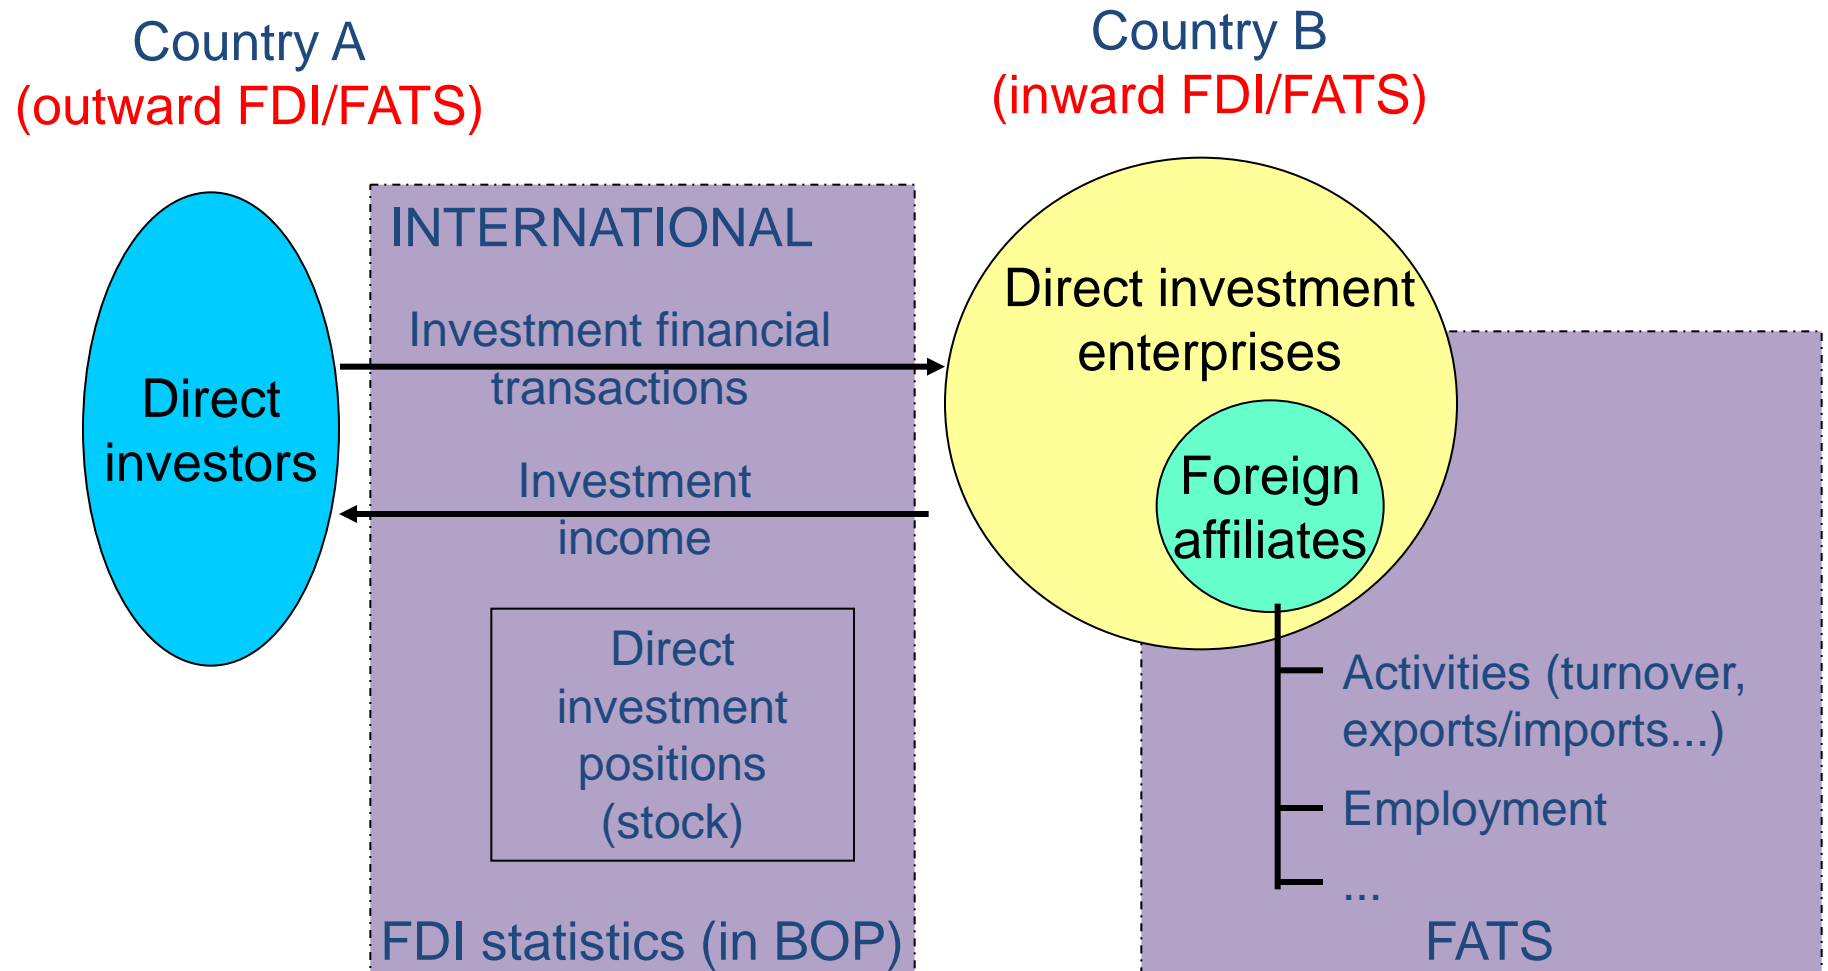 Country A
(outward FDI/FATS)
Country B
(inward FDI/FATS)
Direct
investors
INTERNATIONAL
Investment financial
transactions
Investment
income
Direct
investment
positions
(stock)
FDI statistics (in BOP)
Direct investment
enterprises
Foreign
affiliates
Activities (turnover,
exports/imports...)
Employment
...
FATS